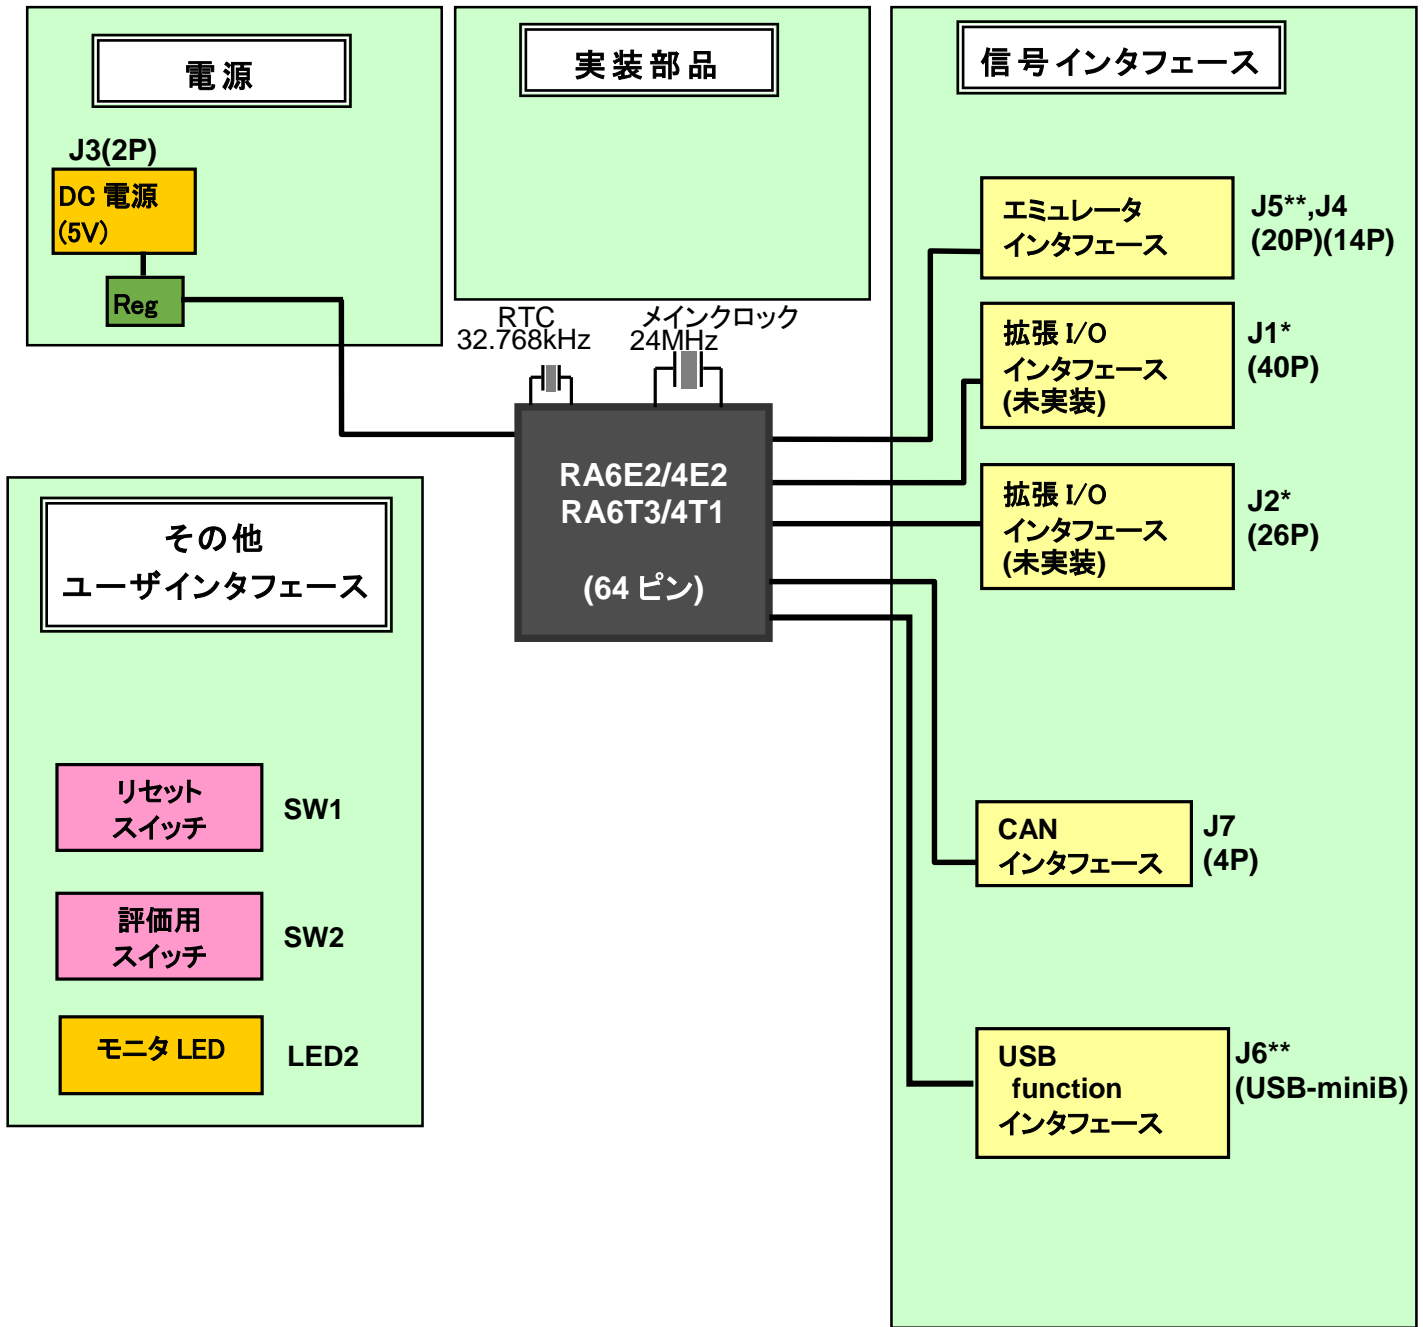 電源
J3(2P)
DC 電源
(5V)
Reg
実装部品
RTC
32.768kHz
メインクロック
24MHz
RA6E2/4E2
RA6T3/4T1
(64 ピン)
信号インタフェース
エミュレータ
インタフェース
J5**,J4
(20P)(14P)
拡張 I/O
インタフェース
(未実装)
J1*
(40P)
拡張 I/O
インタフェース
(未実装)
J2*
(26P)
CAN
インタフェース
J7
(4P)
USB
function
インタフェース
J6**
(USB-miniB)
その他
ユーザインタフェース
リセット
スイッチ
SW1
評価用
スイッチ
SW2
モニタ LED
LED2